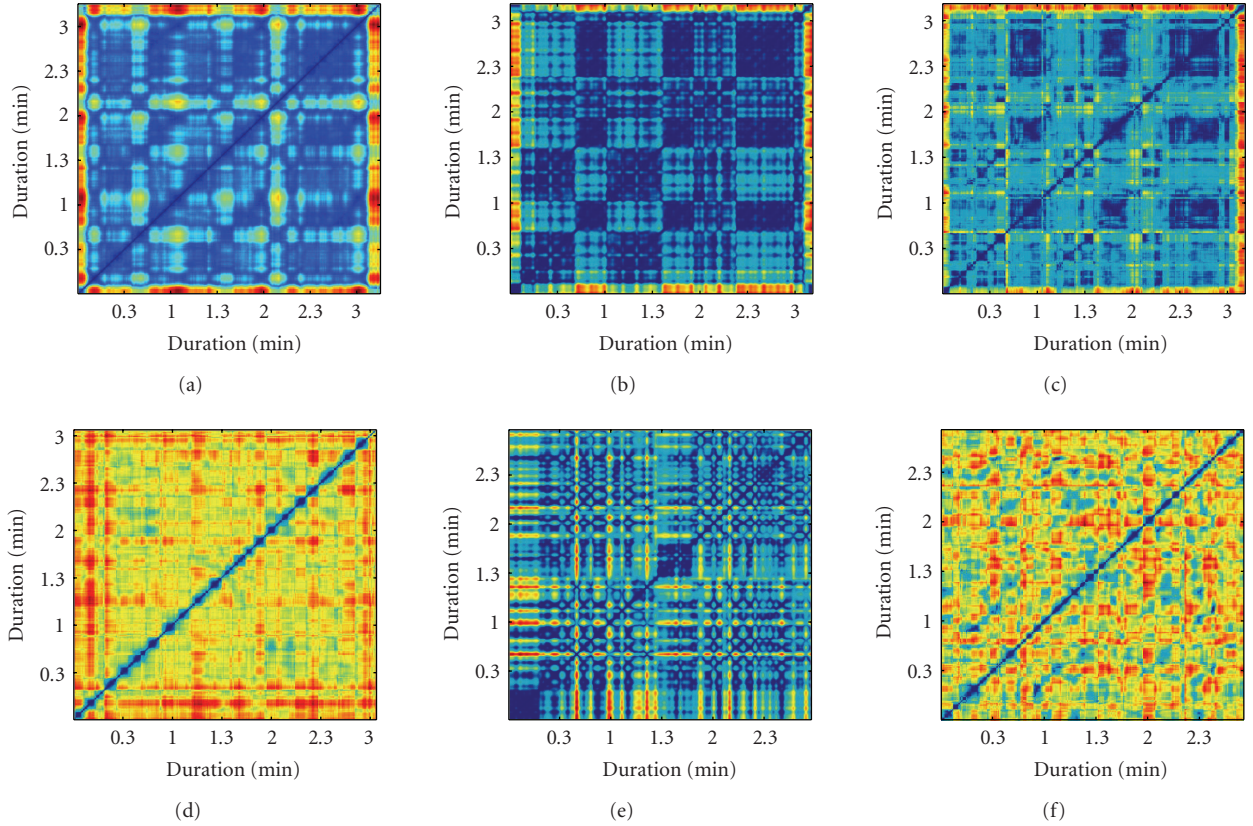 3
2.3
2
1.3
1
0.3
Duration (min)
0.3 1 1.3 2 2.3 3
Duration (min)
(a)
3
2.3
2
1.3
1
0.3
Duration (min)
0.3 1 1.3 2 2.3 3
Duration (min)
(b)
3
2.3
2
1.3
1
0.3
Duration (min)
0.3 1 1.3 2 2.3 3
Duration (min)
(c)
3
2.3
2
1.3
1
0.3
Duration (min)
0.3 1 1.3 2 2.3 3
Duration (min)
(d)
2.3
2
1.3
1
0.3
Duration (min)
0.3 1 1.3 2 2.3
Duration (min)
(e)
2.3
2
1.3
1
0.3
Duration (min)
0.3 1 1.3 2 2.3
Duration (min)
(f)